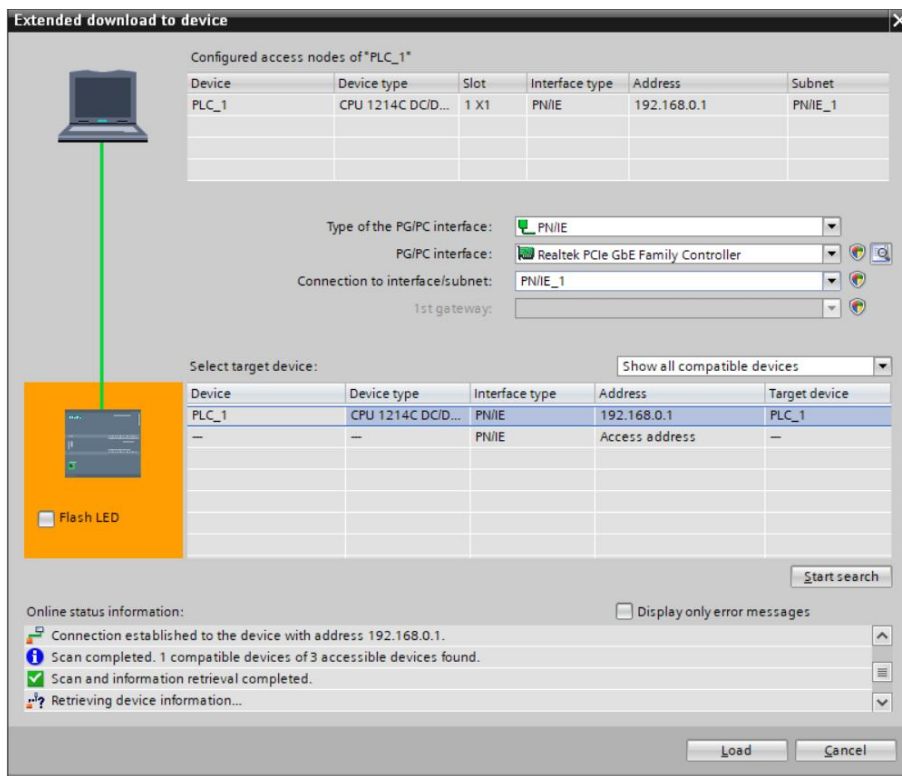 Extended download to device
Configured access nodes of "PLC_1"
Device Device type Slot Interface type Address Subnet
PLC_1 CPU 1214C DC/D... 1 X1 PN/IE 192.168.0.1 PN/IE_1
Type of the PG/PC interface: PN/IE
PG/PC interface: Realtek PCIe GbE Family Controller
Connection to interface/subnet: PN/IE_1
1st gateway:
Select target device: Show all compatible devices
Device Device type Interface type Address Target device
PLC_1 CPU 1214C DC/D... PN/IE 192.168.0.1 PLC_1
— — PN/IE Access address —
Flash LED
Start search
Online status information: Display only error messages
Connection established to the device with address 192.168.0.1.
Scan completed. 1 compatible devices of 3 accessible devices found.
Scan and information retrieval completed.
Retrieving device information...
Load Cancel